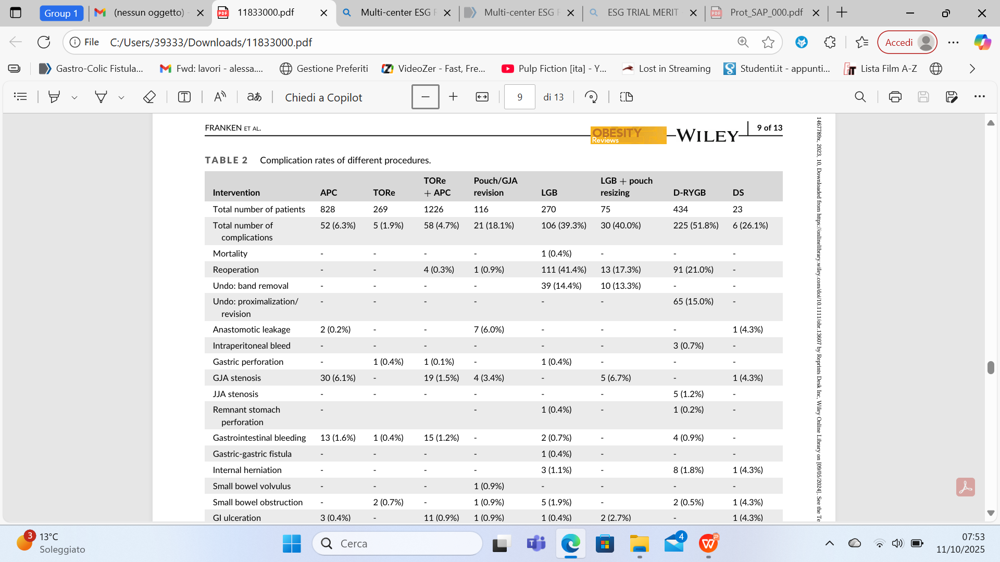 Group 1
(nessun oggetto)
11833000.pdf
Multi-center ESG
Multi-center ESG
ESG TRIAL MERIT
Prot_SAP_000.pdf
File C:/Users/39333/Downloads/11833000.pdf
Accedi
Gastro-Colic Fistula...
Fwd: lavori - alessa....
Gestione Preferiti
VideoZer - Fast, Fre...
Pulp Fiction [ita] - Y...
Lost in Streaming
Studenti.it - appunti...
Lista Film A-Z
Chiedi a Copilot
9 di 13
FRANKEN ET AL.
OBESITY
Reviews
WILEY
9 of 13
TABLE 2 Complication rates of different procedures.
Intervention APC TORe TORe + APC Pouch/GJA revision LGB LGB + pouch resizing D-RYGB DS
Total number of patients 828 269 1226 116 270 75 434 23
Total number of complications 52 (6.3%) 5 (1.9%) 58 (4.7%) 21 (18.1%) 106 (39.3%) 30 (40.0%) 225 (51.8%) 6 (26.1%)
Mortality - - - - 1 (0.4%) - - -
Reoperation - - 4 (0.3%) 1 (0.9%) 111 (41.4%) 13 (17.3%) 91 (21.0%) -
Undo: band removal - - - - 39 (14.4%) 10 (13.3%) - -
Undo: proximalization/ revision - - - - - - 65 (15.0%) -
Anastomotic leakage 2 (0.2%) - - 7 (6.0%) - - - 1 (4.3%)
Intraperitoneal bleed - - - - - - 3 (0.7%) -
Gastric perforation - 1 (0.4%) 1 (0.1%) - 1 (0.4%) - - -
GJA stenosis 30 (6.1%) - 19 (1.5%) 4 (3.4%) - 5 (6.7%) - 1 (4.3%)
JJA stenosis - - - - - - 5 (1.2%) -
Remnant stomach perforation - - 1 (0.4%) - 1 (0.2%) -
Gastrointestinal bleeding 13 (1.6%) 1 (0.4%) 15 (1.2%) - 2 (0.7%) - 4 (0.9%) -
Gastric-gastric fistula - - - - 1 (0.4%) - - -
Internal herniation - - - - 3 (1.1%) - 8 (1.8%) 1 (4.3%)
Small bowel volvulus - - - 1 (0.9%) - - - -
Small bowel obstruction - 2 (0.7%) - 1 (0.9%) 5 (1.9%) - 2 (0.5%) 1 (4.3%)
GI ulceration 3 (0.4%) - 11 (0.9%) 1 (0.9%) 1 (0.4%) 2 (2.7%) - 1 (4.3%)
1467789x, 2023, 10, Downloaded from https://onlinelibrary.wiley.com/doi/10.1111/obr.13607 by Reprints Desk Inc, Wiley Online Library on [09/05/2024]. See the Te
3
13°C
Soleggiato
Cerca
4
07:53
11/10/2025